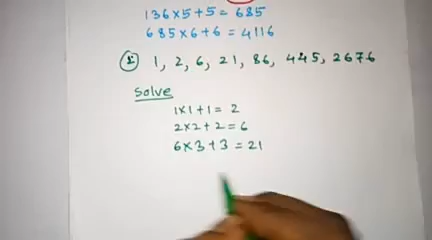 136×5+5=685
685×6+6=4116
② 1, 2, 6, 21, 86, 445, 2676
Solve
1×1+1=2
2×2+2=6
6×3+3=21